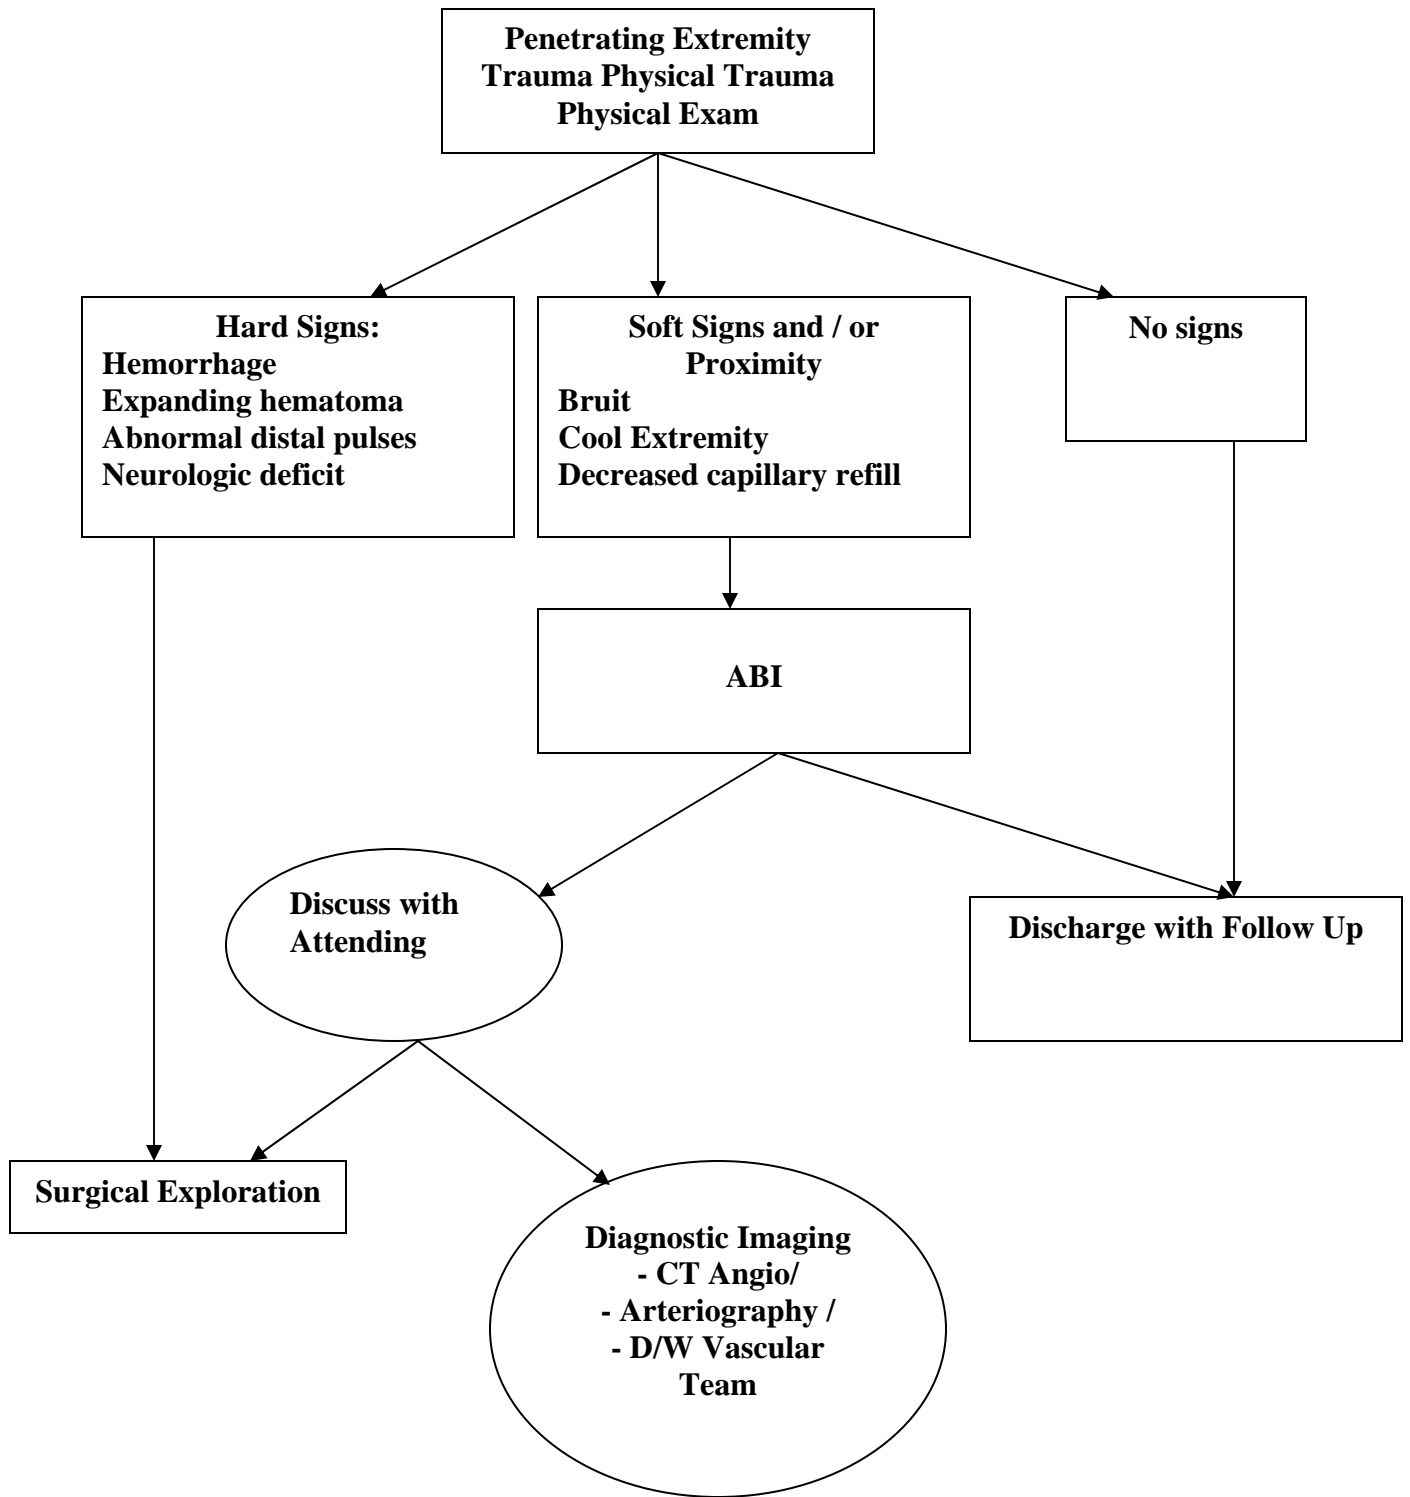 Penetrating Extremity
Trauma Physical Trauma
Physical Exam
Hard Signs:
Hemorrhage
Expanding hematoma
Abnormal distal pulses
Neurologic deficit
Soft Signs and / or
Proximity
Bruit
Cool Extremity
Decreased capillary refill
No signs
ABI
Discuss with
Attending
Discharge with Follow Up
Surgical Exploration
Diagnostic Imaging
- CT Angio/
- Arteriography /
- D/W Vascular
Team